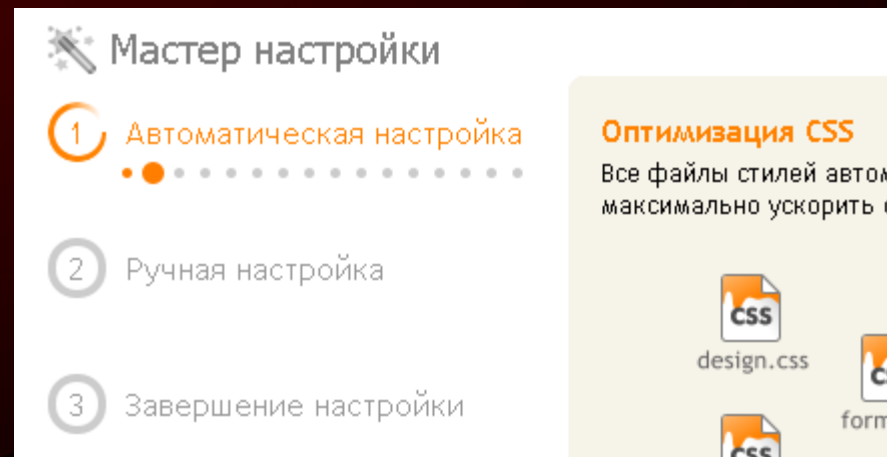 Мастер настройки
1 Автоматическая настройка
2 Ручная настройка
3 Завершение настройки
Оптимизация CSS
Все файлы стилей
максимально ускорить
CSS
design.css
CSS